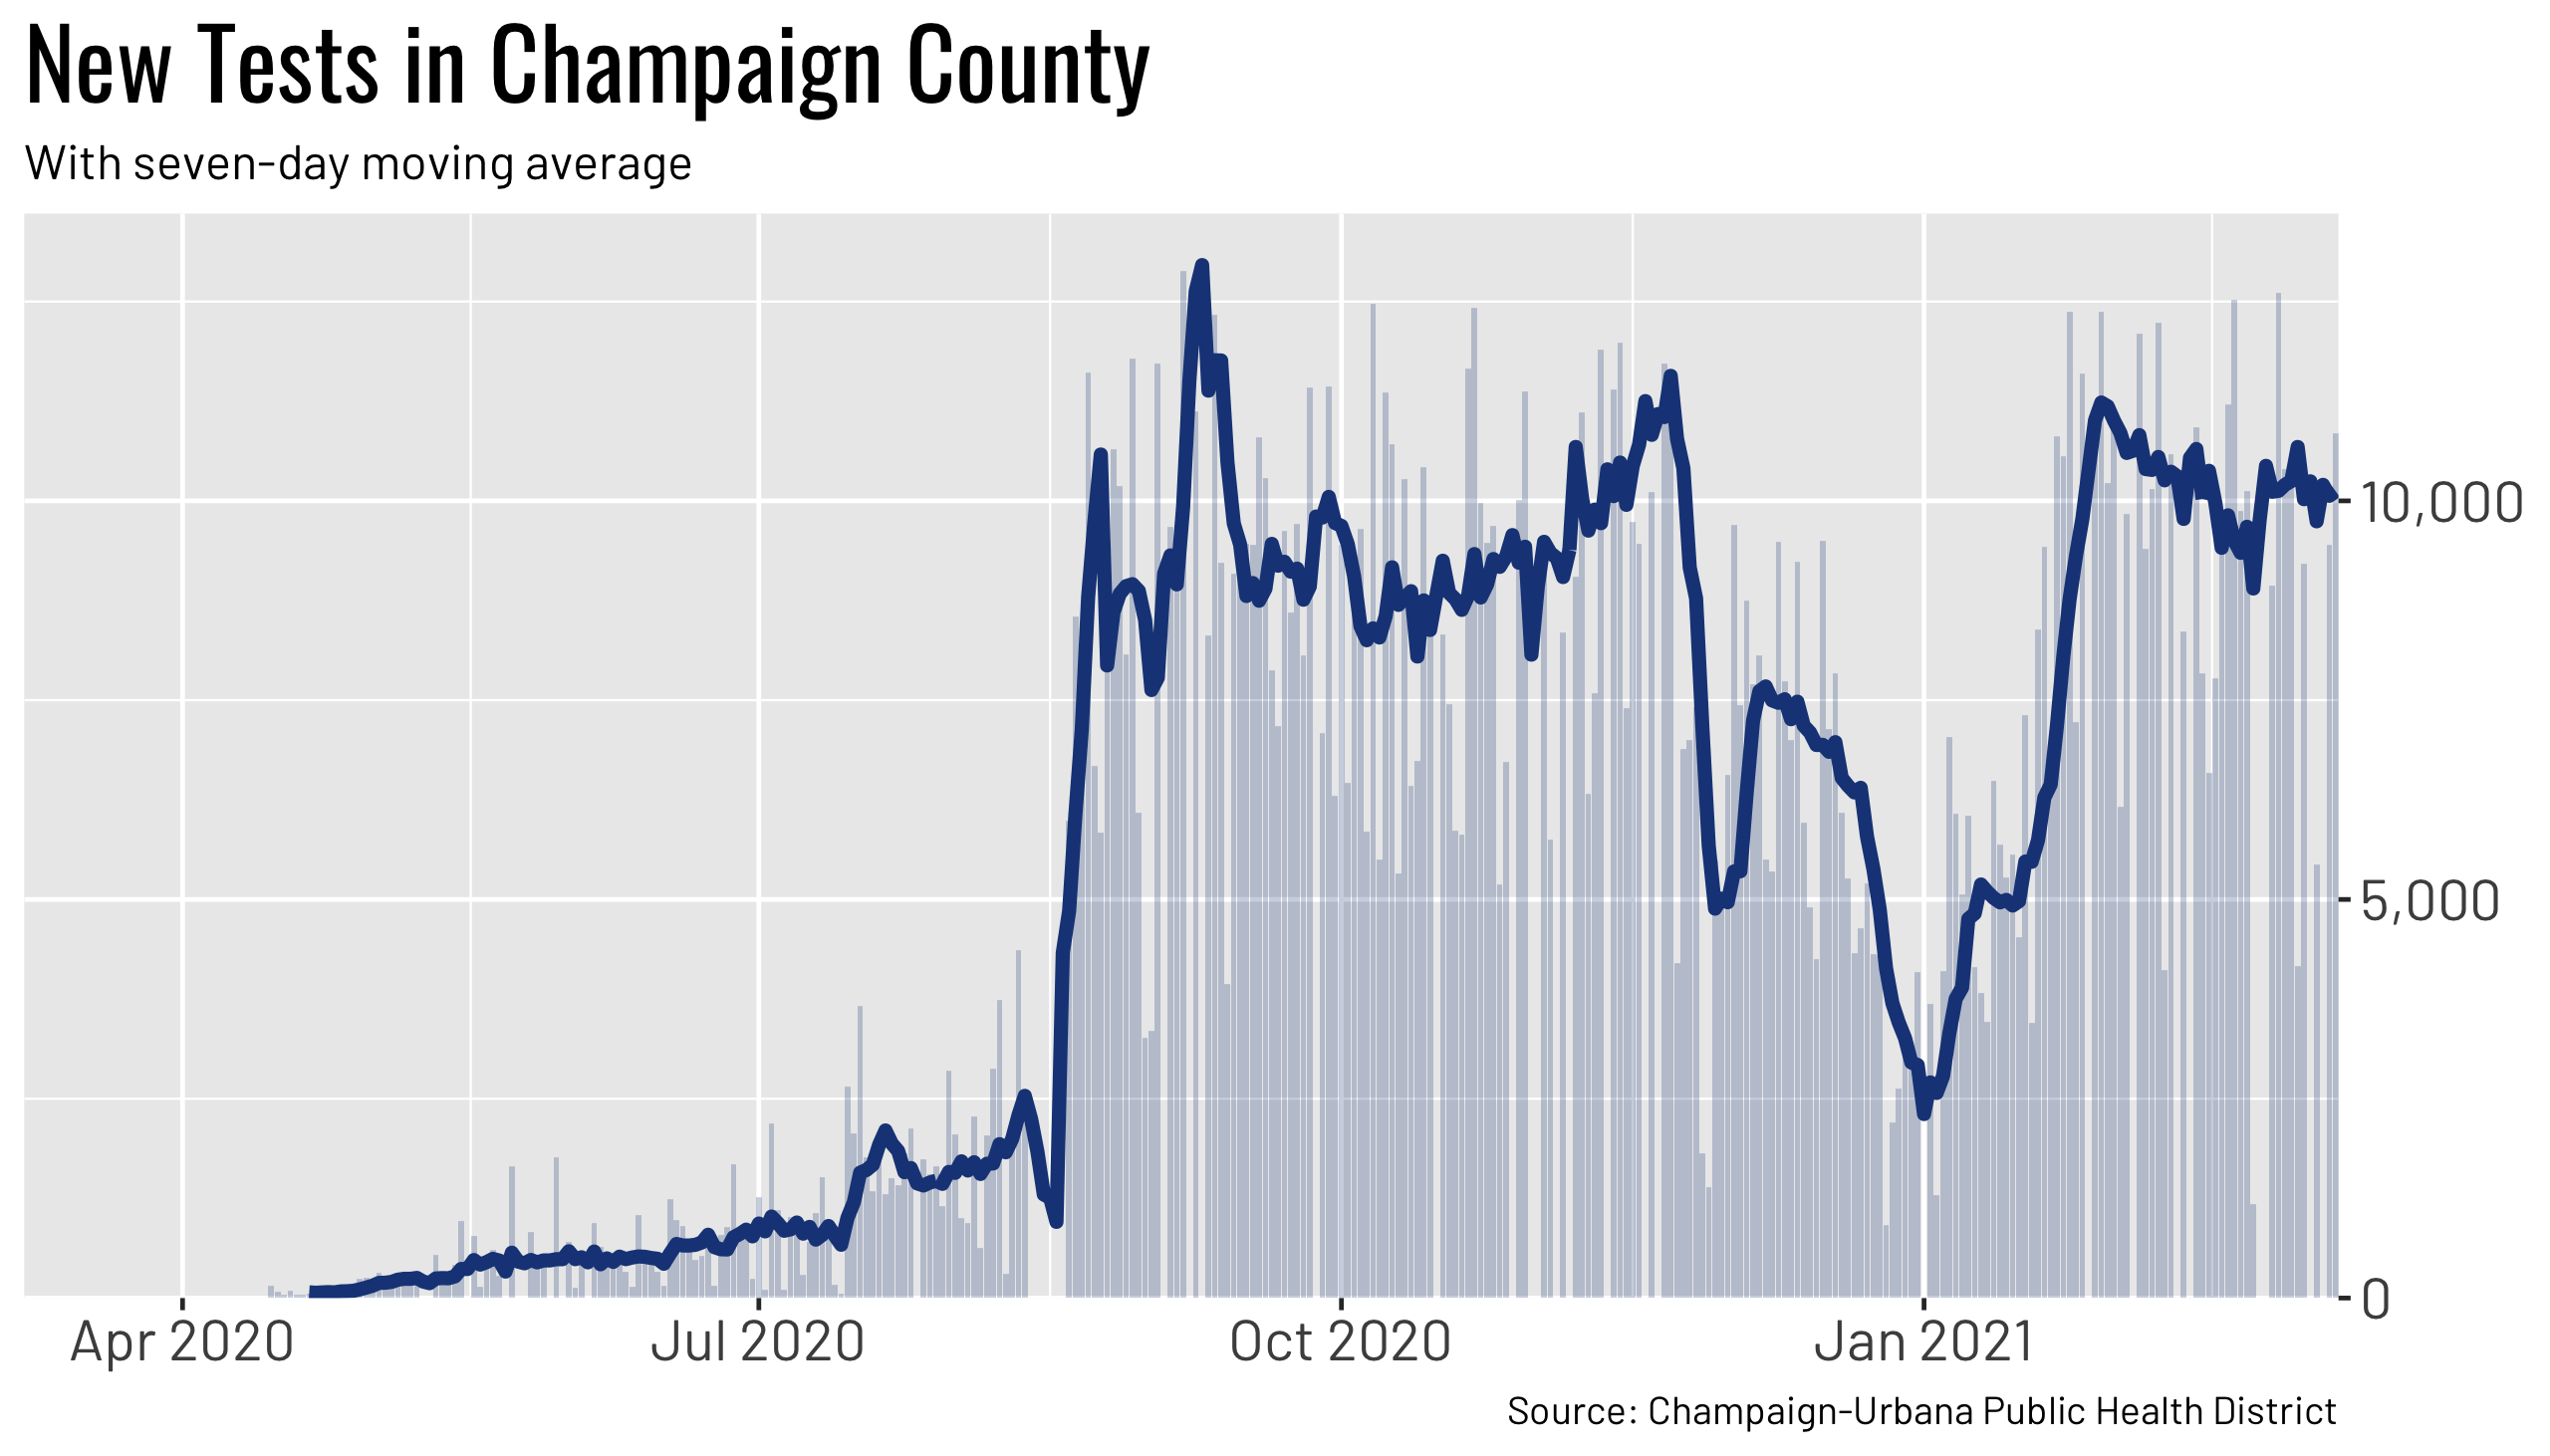 New Tests in Champaign County
With seven-day moving average
10,000
5,000
0
Apr 2020 Jul 2020 Oct 2020 Jan 2021
Source: Champaign-Urbana Public Health District